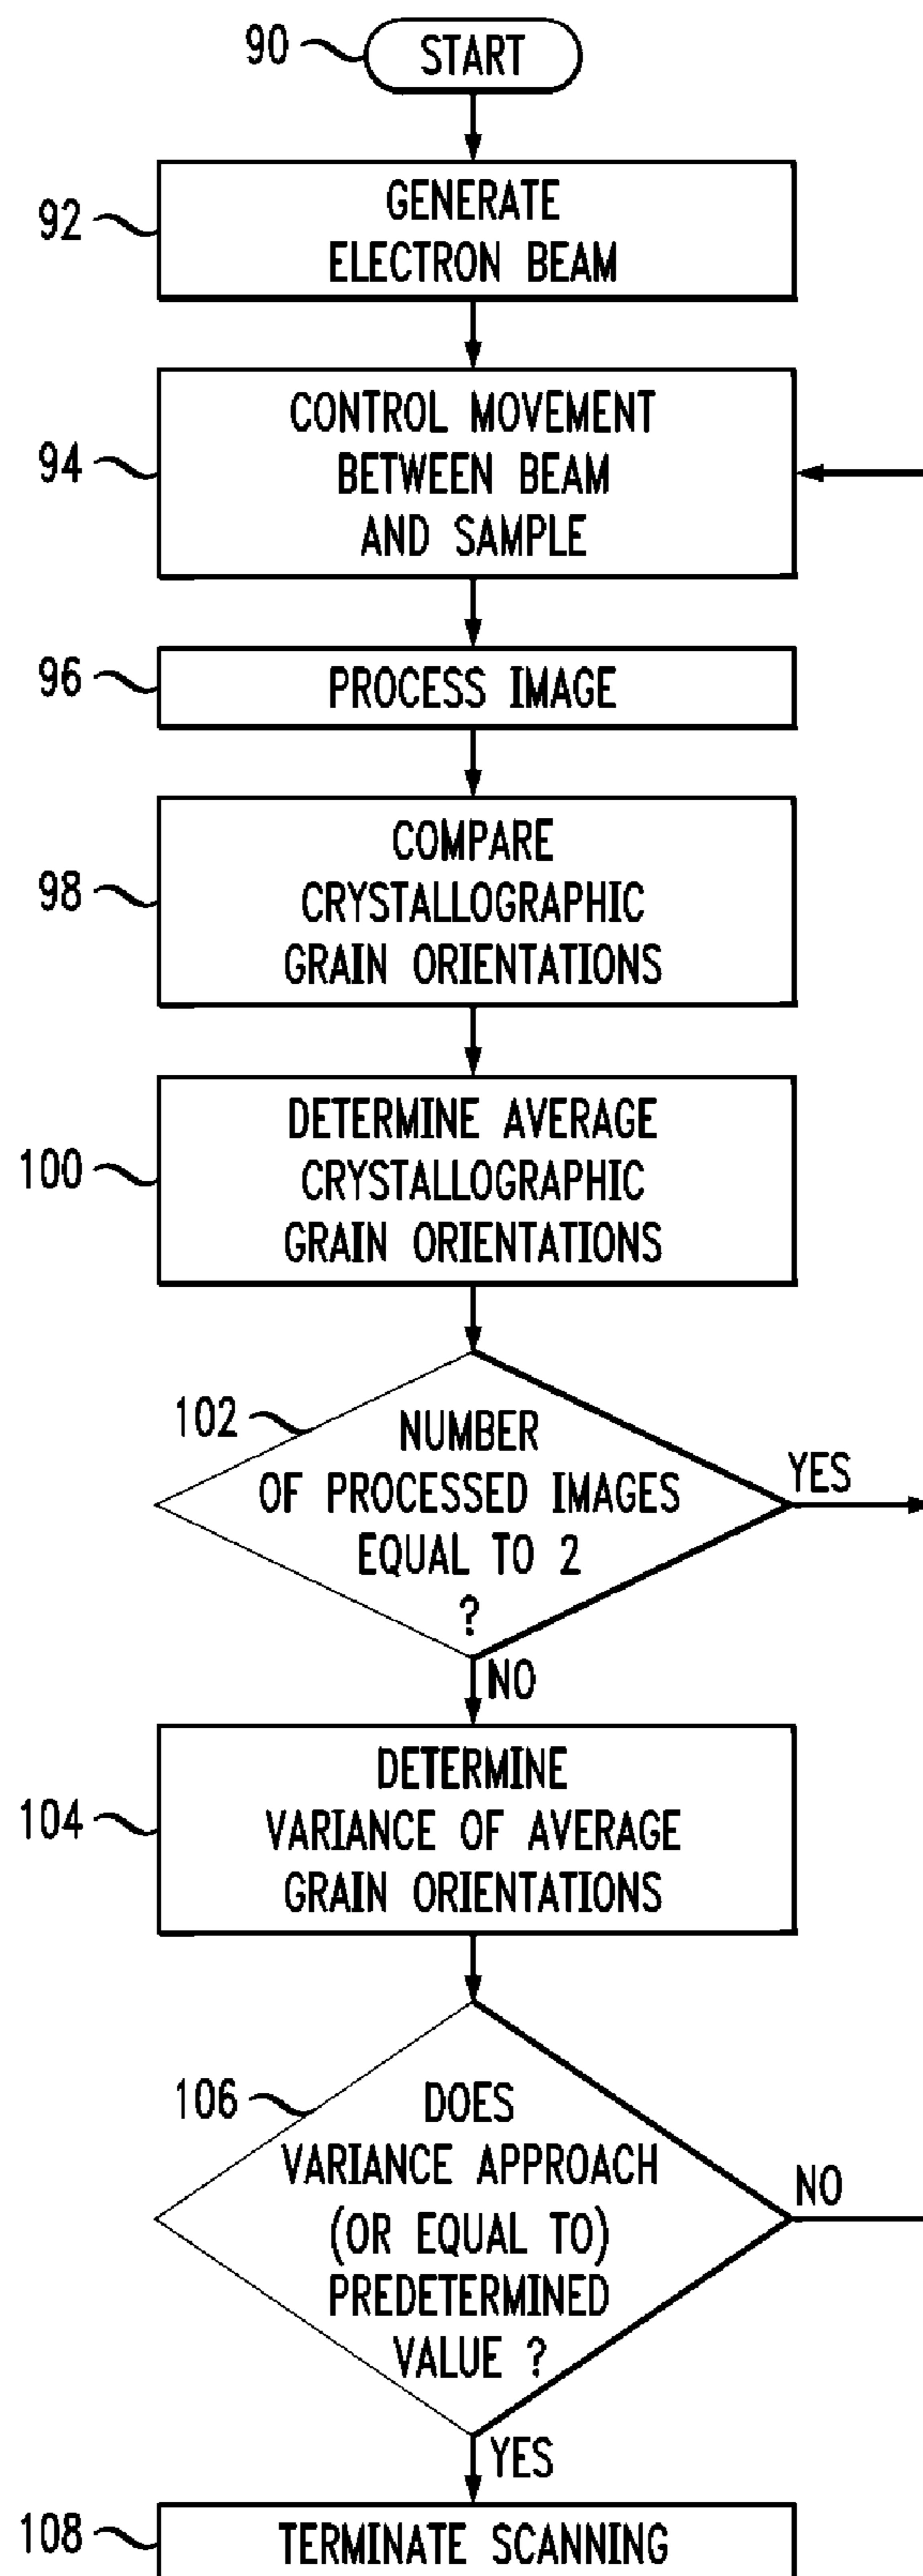 90
START
92
GENERATE
ELECTRON BEAM
94
CONTROL MOVEMENT
BETWEEN BEAM
AND SAMPLE
96
PROCESS IMAGE
98
COMPARE
CRYSTALLOGRAPHIC
GRAIN ORIENTATIONS
100
DETERMINE AVERAGE
CRYSTALLOGRAPHIC
GRAIN ORIENTATIONS
102
NUMBER
OF PROCESSED IMAGES
EQUAL TO 2
?
YES
NO
104
DETERMINE
VARIANCE OF AVERAGE
GRAIN ORIENTATIONS
106
DOES
VARIANCE APPROACH
(OR EQUAL TO)
PREDETERMINED
VALUE ?
NO
YES
108
TERMINATE SCANNING